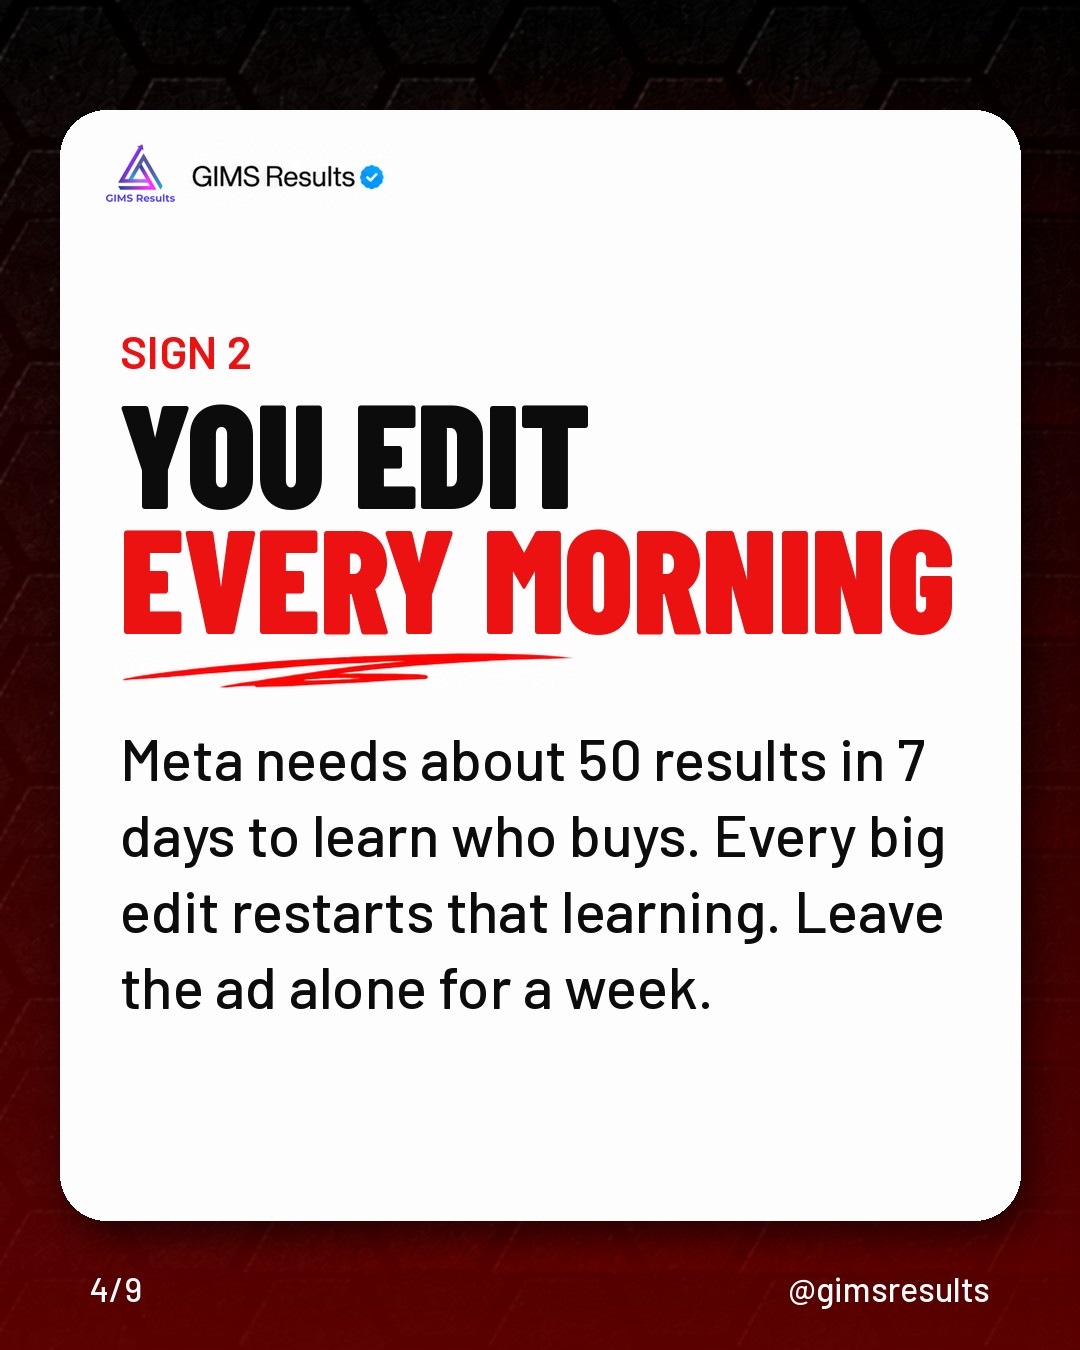 GIMS Results
GIMS Results
SIGN 2
YOU EDIT
EVERY MORNING
Meta needs about 50 results in 7
days to learn who buys. Every big
edit restarts that learning. Leave
the ad alone for a week.
4/9
@gimsresults